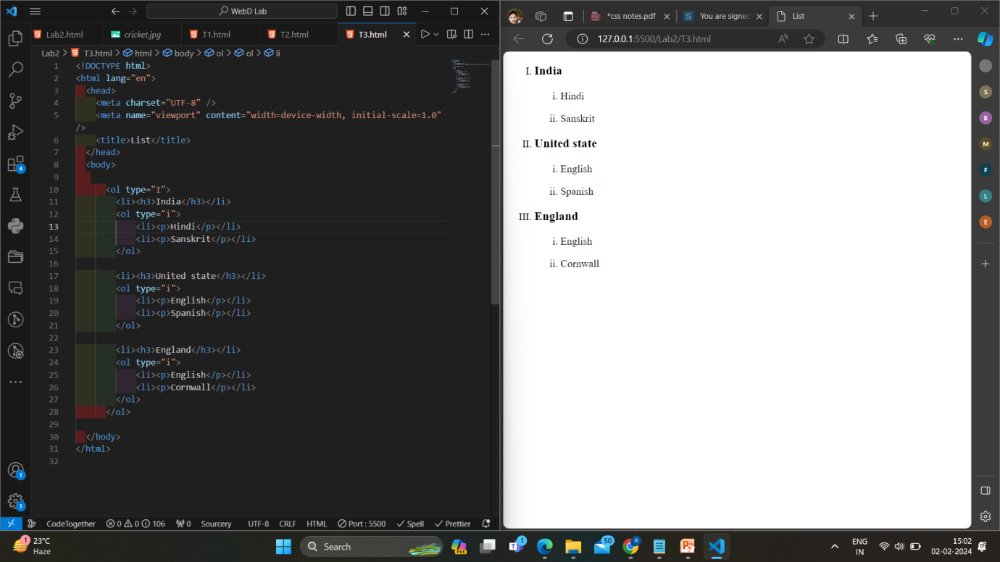 WebD Lab
Lab2.html
cricket.jpg
T1.html
T2.html
T3.html
Lab2 > T3.html > html > body > ol > ol > li
1 <!DOCTYPE html>
2 <html lang="en">
3 <head>
4 <meta charset="UTF-8" />
5 <meta name="viewport" content="width=device-width, initial-scale=1.0"
/>
6 <title>List</title>
7 </head>
8 <body>
9
10 <ol type="I">
11 <li><h3>India</h3></li>
12 <ol type="i">
13 <li><p>Hindi</p></li>
14 <li><p>Sanskrit</p></li>
15 </ol>
16
17 <li><h3>United state</h3></li>
18 <ol type="i">
19 <li><p>English</p></li>
20 <li><p>Spanish</p></li>
21 </ol>
22
23 <li><h3>England</h3></li>
24 <ol type="i">
25 <li><p>English</p></li>
26 <li><p>Cornwall</p></li>
27 </ol>
28 </ol>
29
30 </body>
31 </html>
32
4
1
1
CodeTogether 0 0 106 0 Sourcery UTF-8 CRLF HTML Port : 5500 Spell Prettier
*css notes.pdf
You are signed
List
127.0.0.1:5500/Lab2/T3.html
I. India
i. Hindi
ii. Sanskrit
II. United state
i. English
ii. Spanish
III. England
i. English
ii. Cornwall
S
B
M
F
L
E
1
23°C
Haze
Search
PRE
1
50
ENG
IN
15:02
02-02-2024